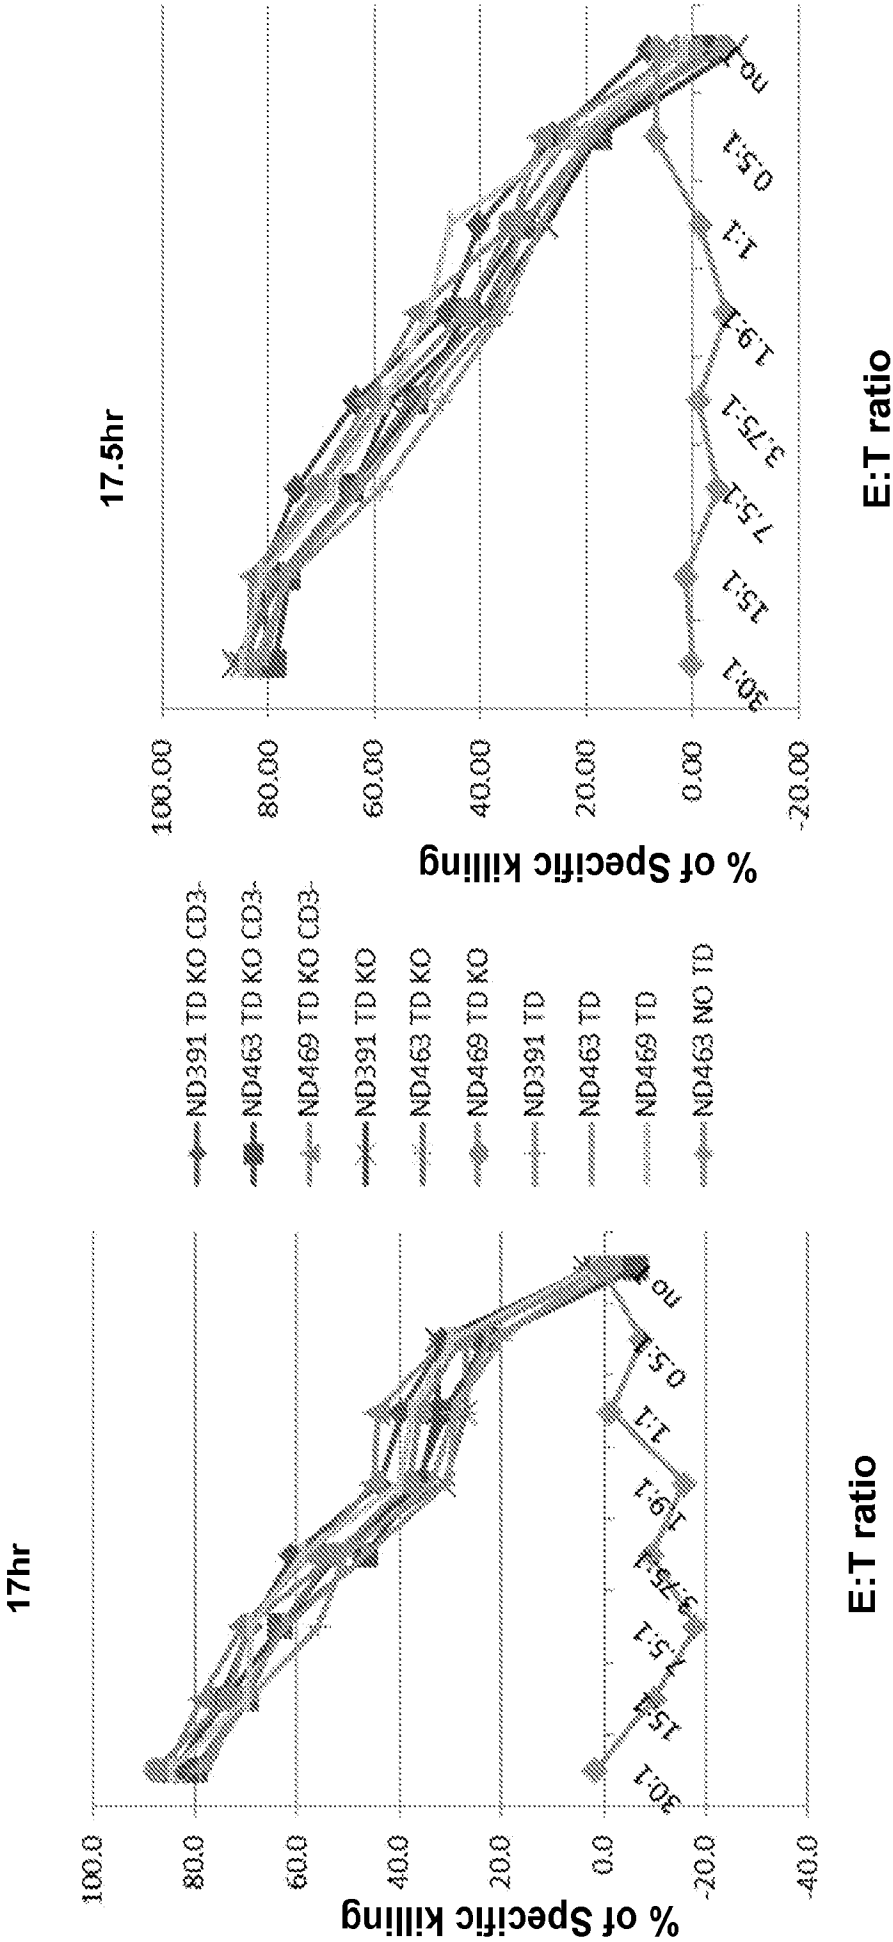 17hr
% of Specific killing
100.0
80.0
60.0
40.0
20.0
0.0
-20.0
-40.0
30:1
15:1
7.5:1
3.75:1
1.9:1
1:1
0.5:1
no
E:T ratio
ND391 TD KO CD3-
ND463 TD KO CD3-
ND469 TD KO CD3-
ND391 TD KO
ND463 TD KO
ND469 TD KO
ND391 TD
ND463 TD
ND469 TD
ND463 NO TD
17.5hr
% of Specific killing
100.00
80.00
60.00
40.00
20.00
0.00
-20.00
30:1
15:1
7.5:1
3.75:1
1.9:1
1:1
0.5:1
no
E:T ratio